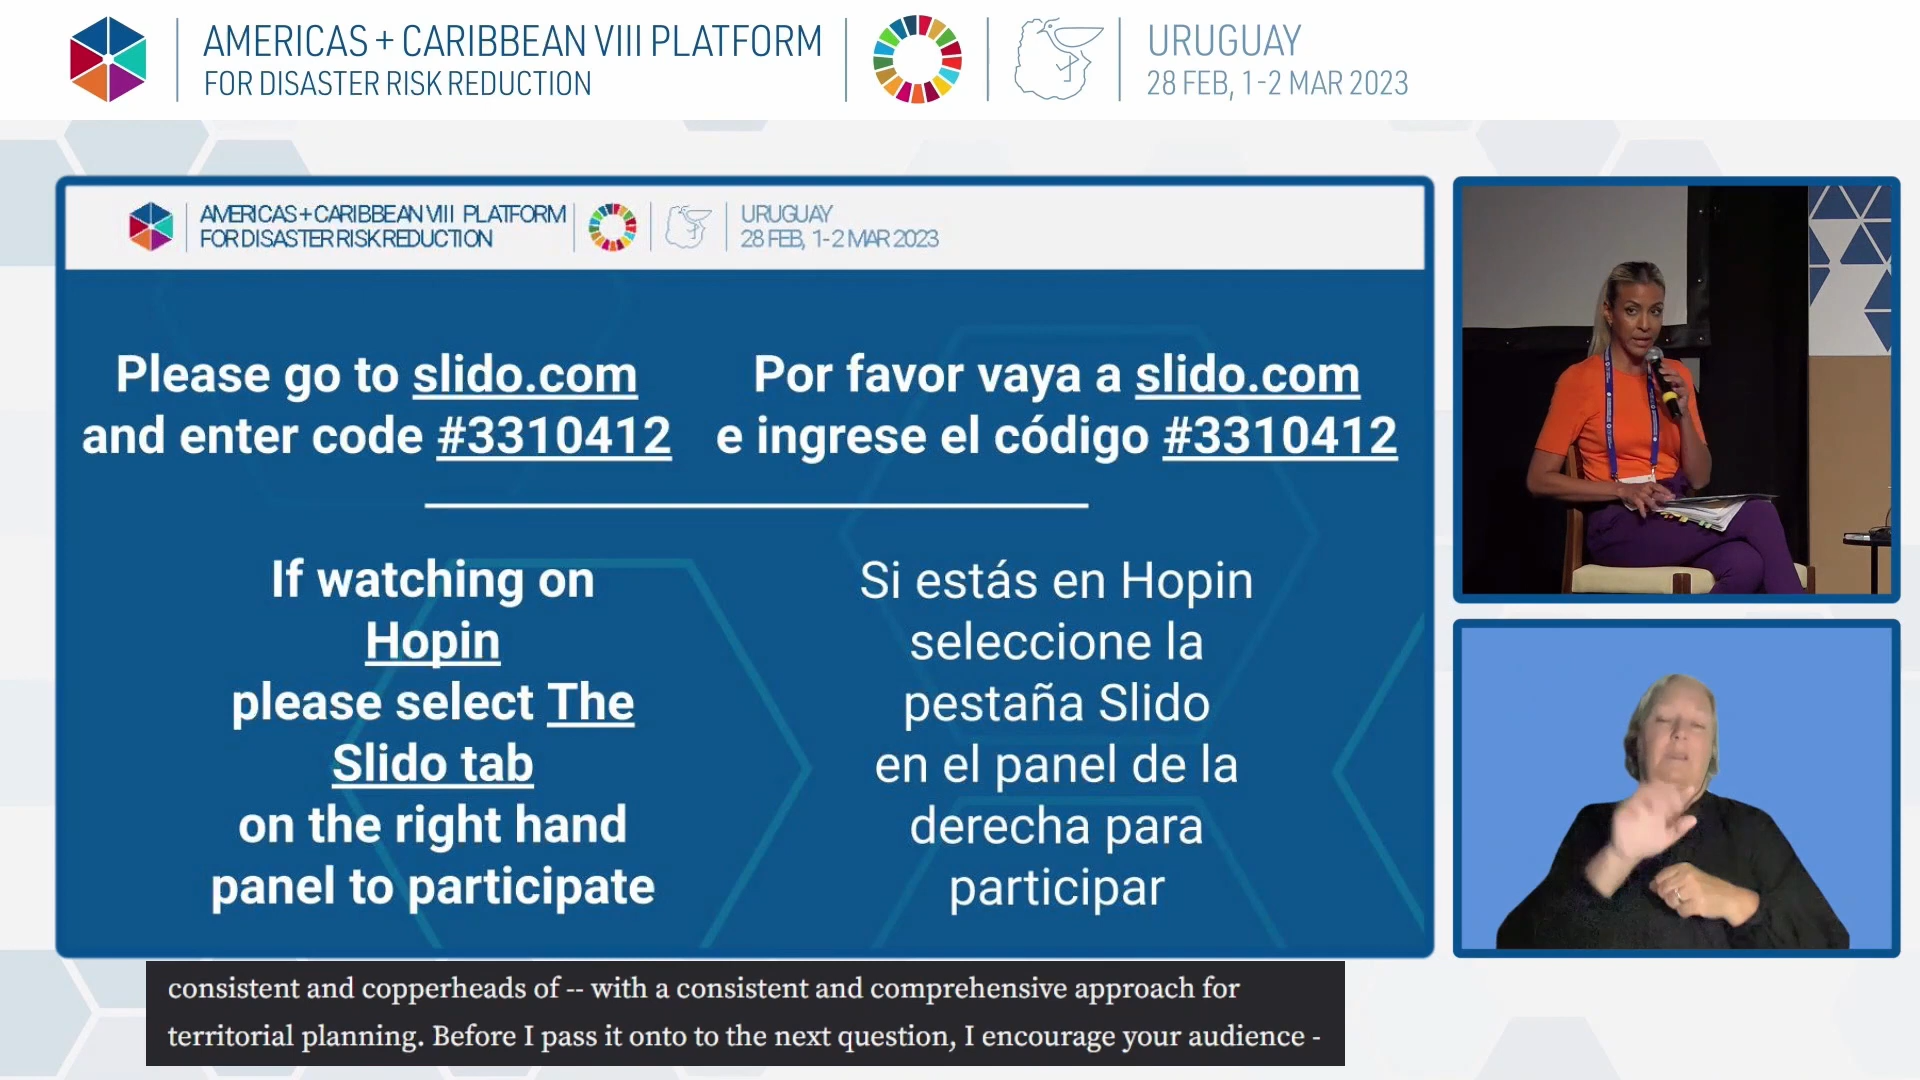 AMERICAS + CARIBBEAN VIII PLATFORM
FOR DISASTER RISK REDUCTION
URUGUAY
28 FEB, 1-2 MAR 2023
AMERICAS + CARIBBEAN VIII PLATFORM
FOR DISASTER RISK REDUCTION
URUGUAY
28 FEB, 1-2 MAR 2023
Please go to slido.com
and enter code #3310412
Por favor vaya a slido.com
e ingrese el código #3310412
If watching on
Hopin
please select The
Slido tab
on the right hand
panel to participate
Si estás en Hopin
seleccione la
pestaña Slido
en el panel de la
derecha para
participar
consistent and copperheads of -- with a consistent and comprehensive approach for
territorial planning. Before I pass it onto to the next question, I encourage your audience -